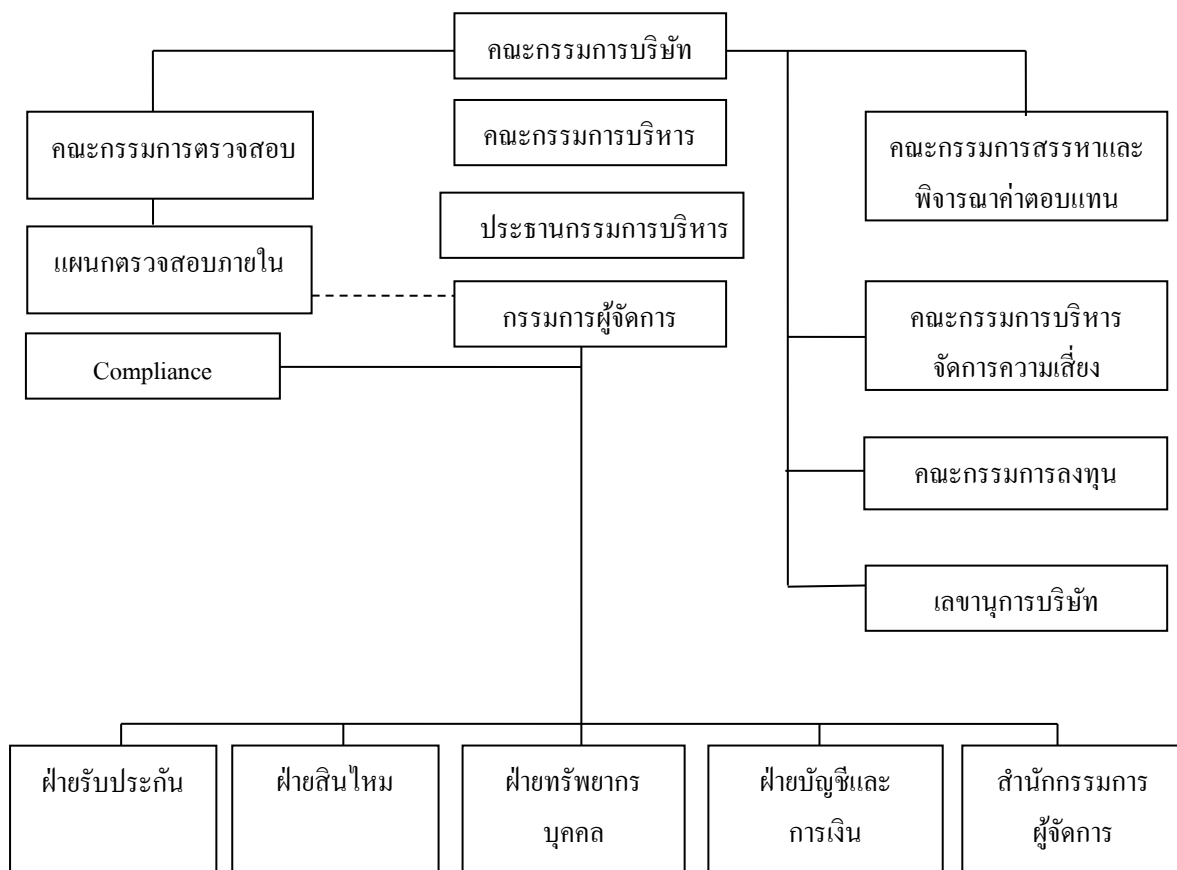 คณะกรรมการบริษัท
คณะกรรมการตรวจสอบ
คณะกรรมการบริหาร
คณะกรรมการสรรหาและ
พิจารณาค่าตอบแทน
ประธานกรรมการบริหาร
แผนกตรวจสอบภายใน
กรรมการผู้จัดการ
คณะกรรมการบริหาร
จัดการความเสี่ยง
Compliance
คณะกรรมการลงทุน
เลขานุการบริษัท
ฝ่ายรับประกัน
ฝ่ายสินไหม
ฝ่ายทรัพยากร
บุคคล
ฝ่ายบัญชีและ
การเงิน
สำนักกรรมการ
ผู้จัดการ